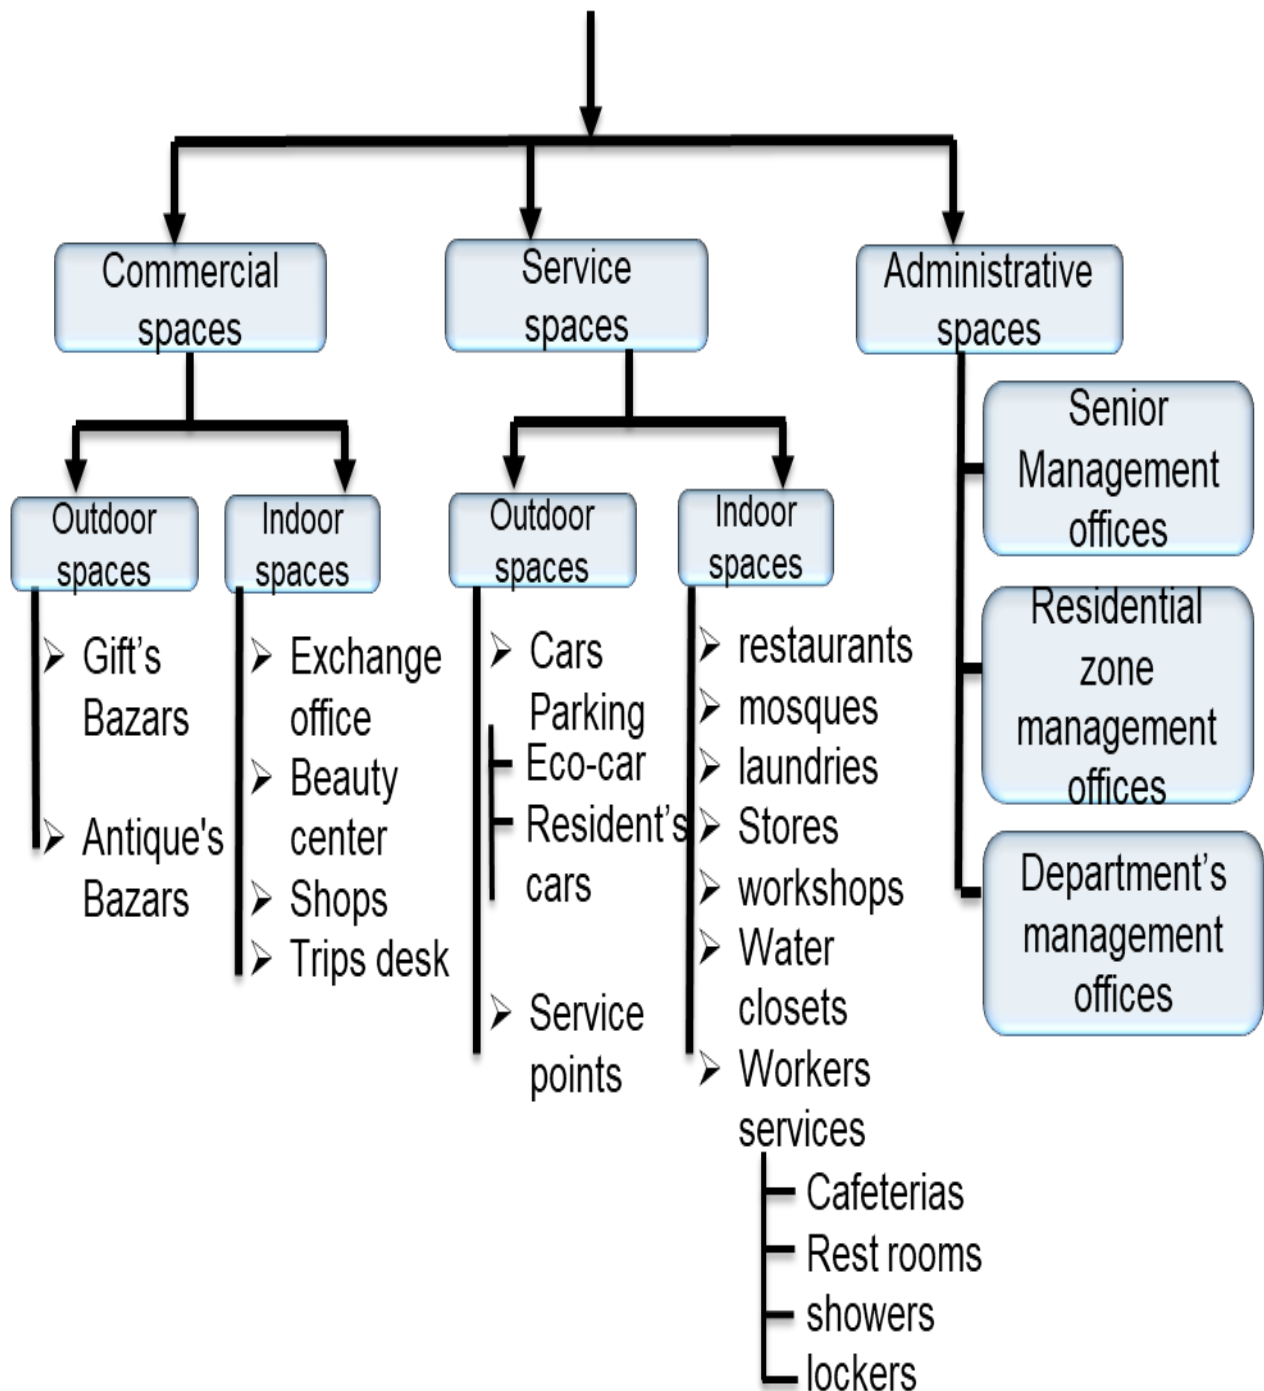 Commercial
spaces
Service
spaces
Administrative
spaces
Outdoor
spaces
Gift's
Bazars
Antique's
Bazars
Indoor
spaces
Exchange
office
Beauty
center
Shops
Trips desk
Outdoor
spaces
Cars
Parking
Eco-car
Resident's
cars
Service
points
Indoor
spaces
restaurants
mosques
laundries
Stores
workshops
Water
closets
Workers
services
Cafeterias
Rest rooms
showers
lockers
Senior
Management
offices
Residential
zone
management
offices
Department's
management
offices